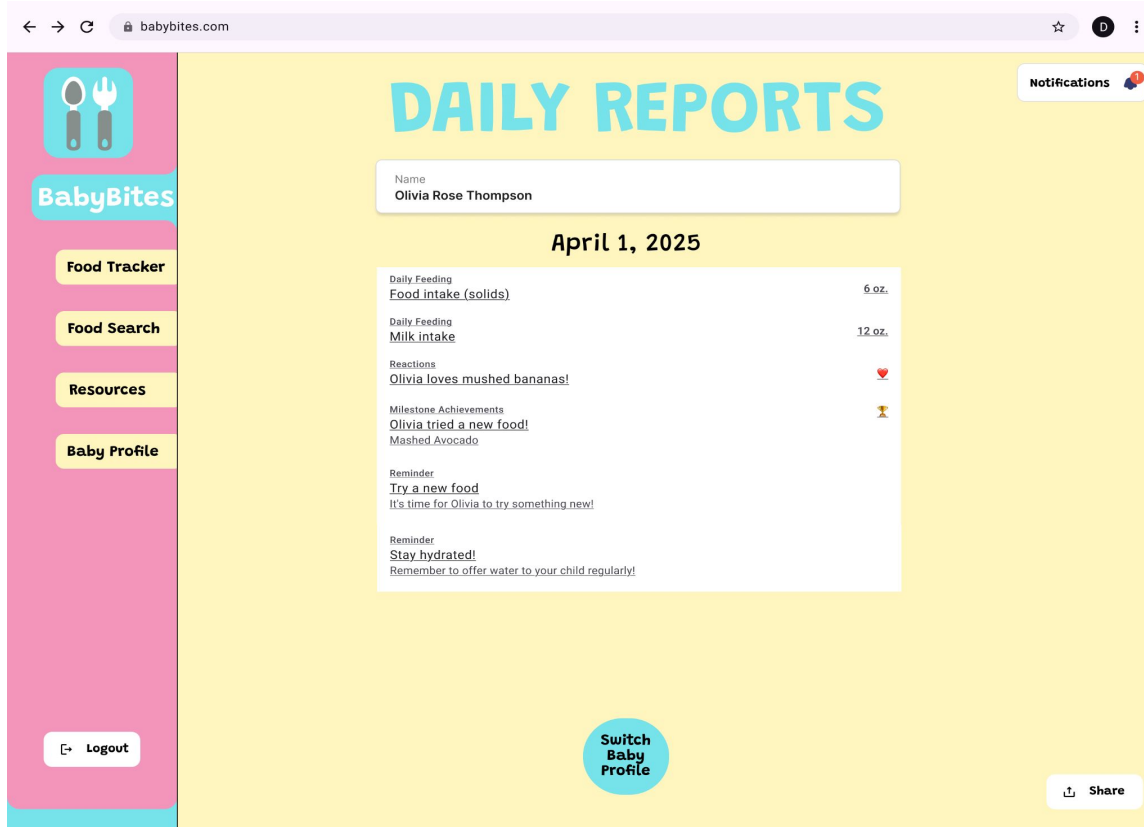 babybites.com
D
Notifications
1
DAILY REPORTS
BabyBites
Food Tracker
Food Search
Resources
Baby Profile
Logout
Name
Olivia Rose Thompson
April 1, 2025
Daily Feeding
Food intake (solids)
6 oz.
Daily Feeding
Milk intake
12 oz.
Reactions
Olivia loves mushed bananas!
❤️
Milestone Achievements
Olivia tried a new food!
🏆
Mashed Avocado
Reminder
Try a new food
It's time for Olivia to try something new!
Reminder
Stay hydrated!
Remember to offer water to your child regularly!
Switch
Baby
Profile
Share